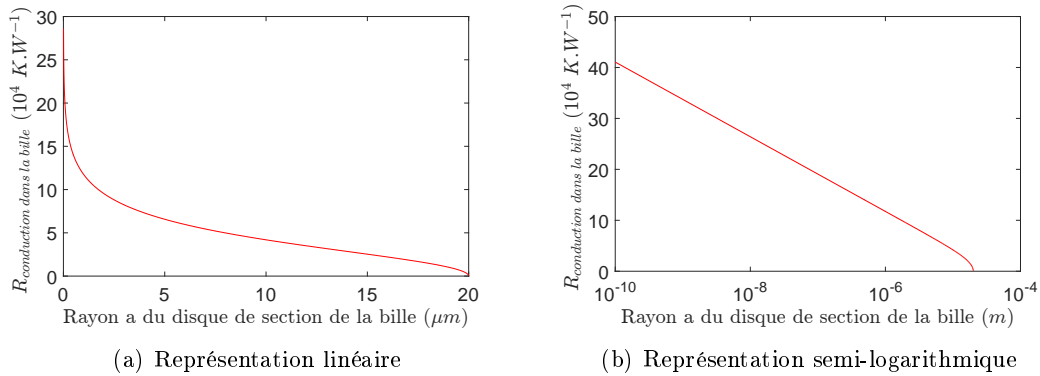 R_conduction dans la bille (10^4 K.W^-1)
30
25
20
15
10
5
0
0 5 10 15 20
Rayon a du disque de section de la bille (μm)
(a) Représentation linéaire
R_conduction dans la bille (10^4 K.W^-1)
50
40
30
20
10
0
10^-10 10^-8 10^-6 10^-4
Rayon a du disque de section de la bille (m)
(b) Représentation semi-logarithmique